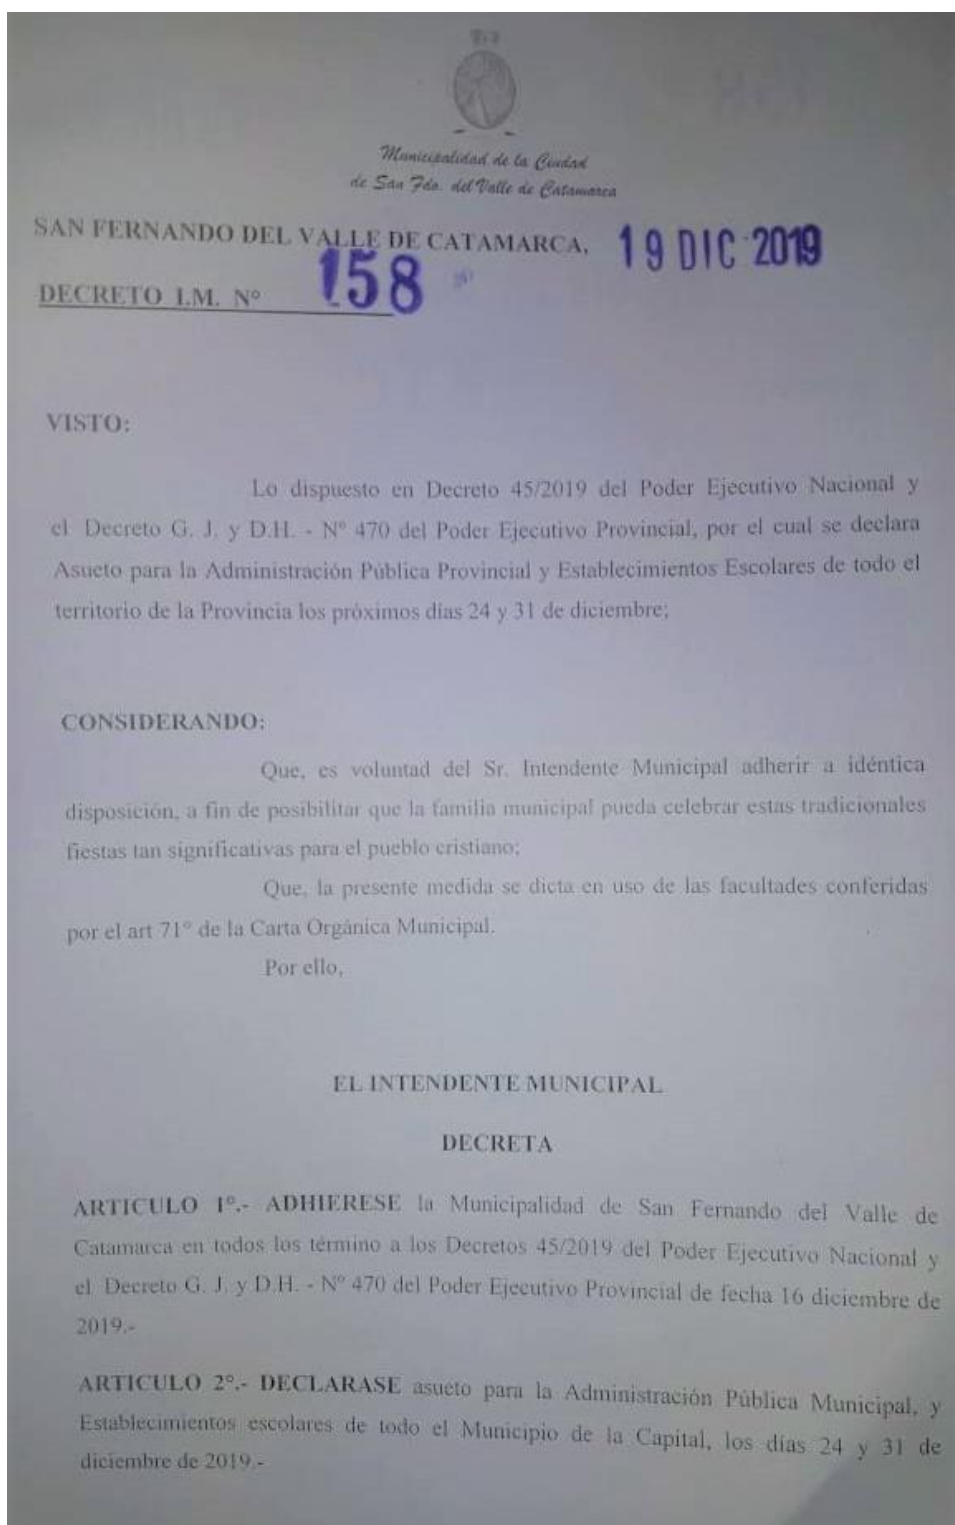 Municipalidad de la Ciudad
de San Fdo. del Valle de Catamarca
SAN FERNANDO DEL VALLE DE CATAMARCA, 19 DIC 2019
DECRETO I.M. Nº 158
VISTO:
Lo dispuesto en Decreto 45/2019 del Poder Ejecutivo Nacional y
el Decreto G. J. y D.H. - Nº 470 del Poder Ejecutivo Provincial, por el cual se declara
Asueto para la Administración Pública Provincial y Establecimientos Escolares de todo el
territorio de la Provincia los próximos días 24 y 31 de diciembre;
CONSIDERANDO:
Que, es voluntad del Sr. Intendente Municipal adherir a idéntica
disposición, a fin de posibilitar que la familia municipal pueda celebrar estas tradicionales
fiestas tan significativas para el pueblo cristiano;
Que, la presente medida se dicta en uso de las facultades conferidas
por el art 71° de la Carta Orgánica Municipal.
Por ello,
EL INTENDENTE MUNICIPAL
DECRETA
ARTICULO 1º.- ADHIERESE la Municipalidad de San Fernando del Valle de
Catamarca en todos los término a los Decretos 45/2019 del Poder Ejecutivo Nacional y
el Decreto G. J. y D.H. - Nº 470 del Poder Ejecutivo Provincial de fecha 16 diciembre de
2019.-
ARTICULO 2º.- DECLARASE asueto para la Administración Pública Municipal, y
Establecimientos escolares de todo el Municipio de la Capital, los días 24 y 31 de
diciembre de 2019.-